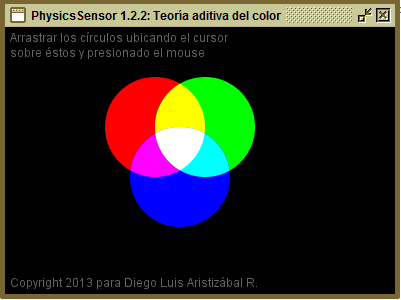 PhysicsSensor 1.2.2: Teoría aditiva del color
Arrastrar los círculos ubicando el cursor
sobre éstos y presionado el mouse
Copyright 2013 para Diego Luis Aristizábal R.